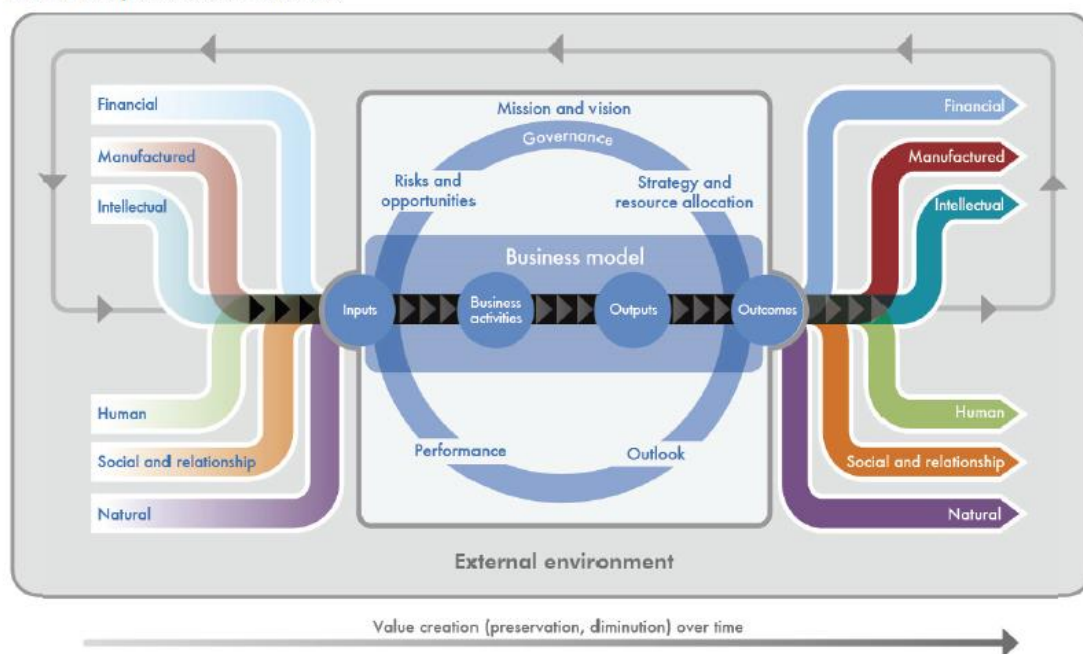 Financial
Manufactured
Intellectual
Human
Social and relationship
Natural
Mission and vision
Governance
Risks and
opportunities
Strategy and
resource allocation
Business model
Inputs
Business
activities
Outputs
Outcomes
Performance
Outlook
Financial
Manufactured
Intellectual
Human
Social and relationship
Natural
External environment
Value creation (preservation, diminution) over time